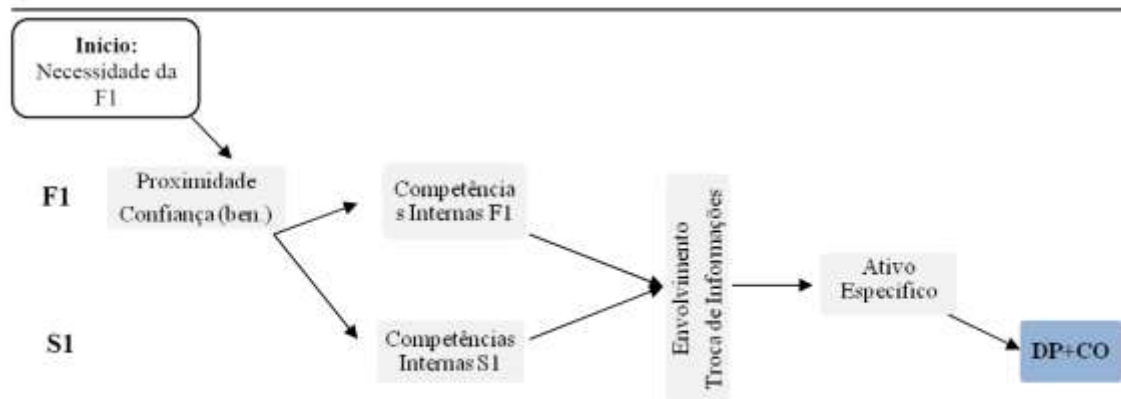 Início:
Necessidade da
F1
F1
Proximidade
Confiança (ben.)
Competência
s Internas F1
Envolvimento
Troca de Informações
Ativo
Específico
S1
Competências
Internas S1
DP+CO